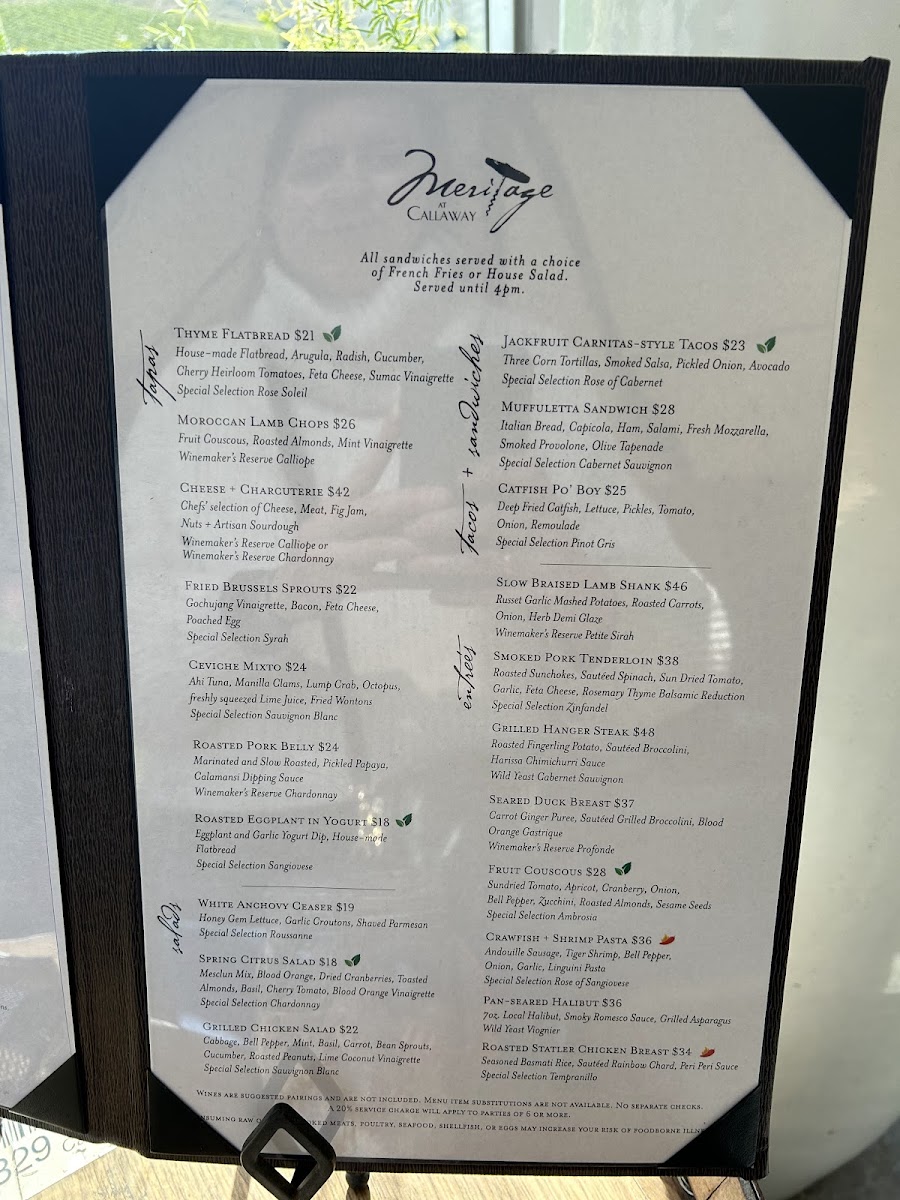 Meritage
AT
CALLAWAY
All sandwiches served with a choice
of French Fries or House Salad.
Served until 4pm.
tapas
THYME FLATBREAD $21
House-made Flatbread, Arugula, Radish, Cucumber,
Cherry Heirloom Tomatoes, Feta Cheese, Sumac Vinaigrette
Special Selection Rose Soleil
MOROCCAN LAMB CHOPS $26
Fruit Couscous, Roasted Almonds, Mint Vinaigrette
Winemaker's Reserve Calliope
CHEESE + CHARCUTERIE $42
Chefs' selection of Cheese, Meat, Fig Jam,
Nuts + Artisan Sourdough
Winemaker's Reserve Calliope or
Winemaker's Reserve Chardonnay
FRIED BRUSSELS SPROUTS $22
Gochujang Vinaigrette, Bacon, Feta Cheese,
Poached Egg
Special Selection Syrah
CEVICHE MIXTO $24
Ahi Tuna, Manilla Clams, Lump Crab, Octopus,
freshly squeezed Lime Juice, Fried Wontons
Special Selection Sauvignon Blanc
ROASTED PORK BELLY $24
Marinated and Slow Roasted, Pickled Papaya,
Calamansi Dipping Sauce
Winemaker's Reserve Chardonnay
ROASTED EGGPLANT IN YOGURT $18
Eggplant and Garlic Yogurt Dip, House-made
Flatbread
Special Selection Sangiovese
salads
WHITE ANCHOVY CEASER $19
Honey Gem Lettuce, Garlic Croutons, Shaved Parmesan
Special Selection Roussanne
SPRING CITRUS SALAD $18
Mesclun Mix, Blood Orange, Dried Cranberries, Toasted
Almonds, Basil, Cherry Tomato, Blood Orange Vinaigrette
Special Selection Chardonnay
GRILLED CHICKEN SALAD $22
Cabbage, Bell Pepper, Mint, Basil, Carrot, Bean Sprouts,
Cucumber, Roasted Peanuts, Lime Coconut Vinaigrette
Special Selection Sauvignon Blanc
tacos + sandwiches
JACKFRUIT CARNITAS-STYLE TACOS $23
Three Corn Tortillas, Smoked Salsa, Pickled Onion, Avocado
Special Selection Rose of Cabernet
MUFFULETTA SANDWICH $28
Italian Bread, Capicola, Ham, Salami, Fresh Mozzarella,
Smoked Provolone, Olive Tapenade
Special Selection Cabernet Sauvignon
CATFISH PO' BOY $25
Deep Fried Catfish, Lettuce, Pickles, Tomato,
Onion, Remoulade
Special Selection Pinot Gris
entrées
SLOW BRAISED LAMB SHANK $46
Russet Garlic Mashed Potatoes, Roasted Carrots,
Onion, Herb Demi Glaze
Winemaker's Reserve Petite Sirah
SMOKED PORK TENDERLOIN $38
Roasted Sunchokes, Sautéed Spinach, Sun Dried Tomato,
Garlic, Feta Cheese, Rosemary Thyme Balsamic Reduction
Special Selection Zinfandel
GRILLED HANGER STEAK $48
Roasted Fingerling Potato, Sautéed Broccolini,
Harissa Chimichurri Sauce
Wild Yeast Cabernet Sauvignon
SEARED DUCK BREAST $37
Carrot Ginger Puree, Sautéed Grilled Broccolini, Blood
Orange Gastrique
Winemaker's Reserve Profonde
FRUIT COUSCOUS $28
Sundried Tomato, Apricot, Cranberry, Onion,
Bell Pepper, Zucchini, Roasted Almonds, Sesame Seeds
Special Selection Ambrosia
CRAWFISH + SHRIMP PASTA $36
Andouille Sausage, Tiger Shrimp, Bell Pepper,
Onion, Garlic, Linguini Pasta
Special Selection Rose of Sangiovese
PAN-SEARED HALIBUT $36
7oz. Local Halibut, Smoky Romesco Sauce, Grilled Asparagus
Wild Yeast Viognier
ROASTED STATLER CHICKEN BREAST $34
Seasoned Basmati Rice, Sautéed Rainbow Chard, Peri Peri Sauce
Special Selection Tempranillo
WINES ARE SUGGESTED PAIRINGS AND ARE NOT INCLUDED. MENU ITEM SUBSTITUTIONS ARE NOT AVAILABLE. NO SEPARATE CHECKS.
A 20% SERVICE CHARGE WILL APPLY TO PARTIES OF 6 OR MORE.
RAW MEATS, POULTRY, SEAFOOD, SHELLFISH, OR EGGS MAY INCREASE YOUR RISK OF FOODBORNE